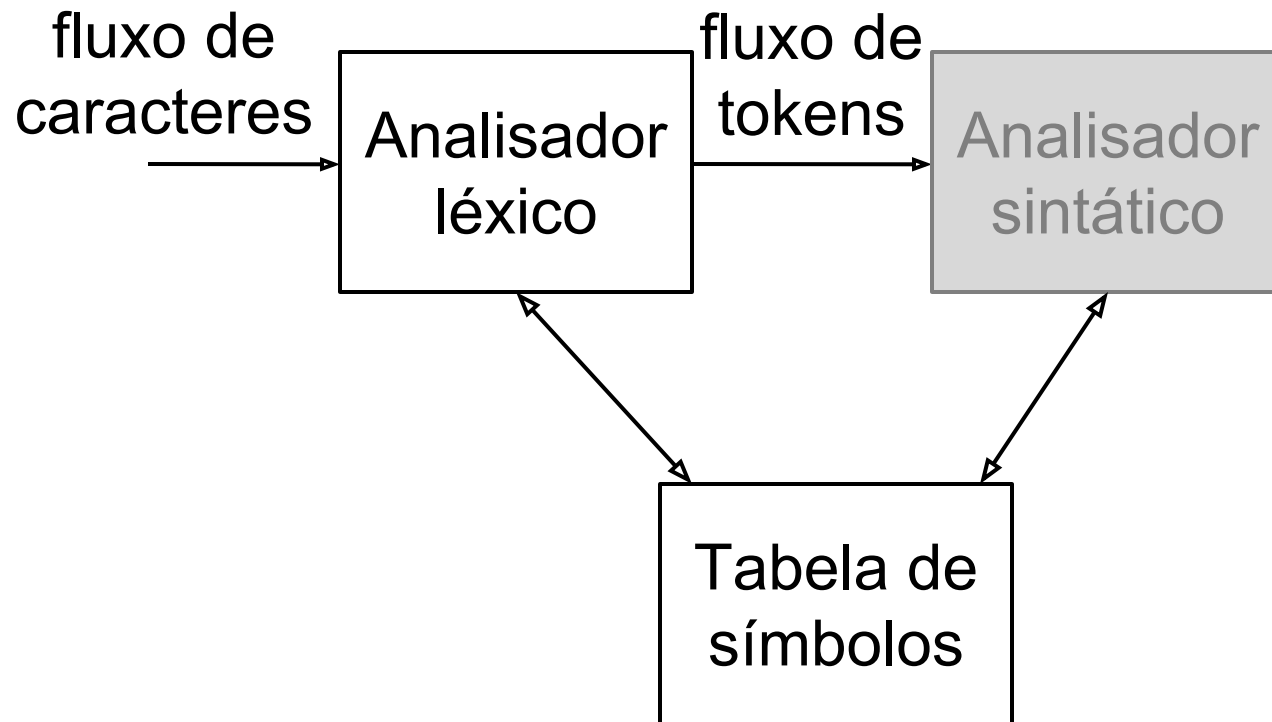 fluxo de
caracteres
Analisador
léxico
fluxo de
tokens
Analisador
sintático
Tabela de
símbolos